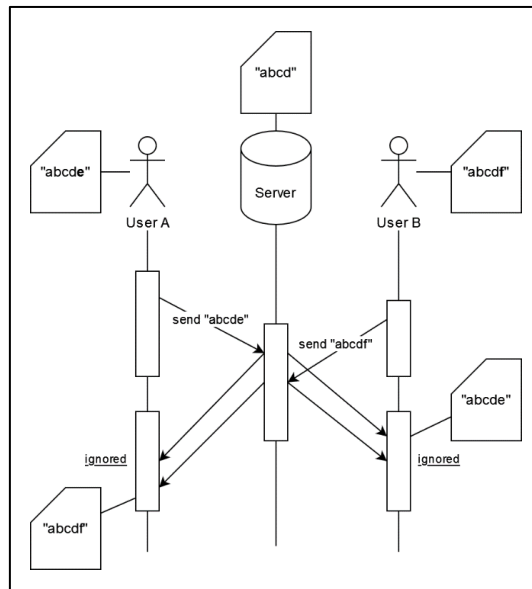 "abcd"
"abcde"
"abcdf"
Server
User A
User B
send "abcde"
send "abcdf"
"abcde"
ignored
ignored
"abcdf"